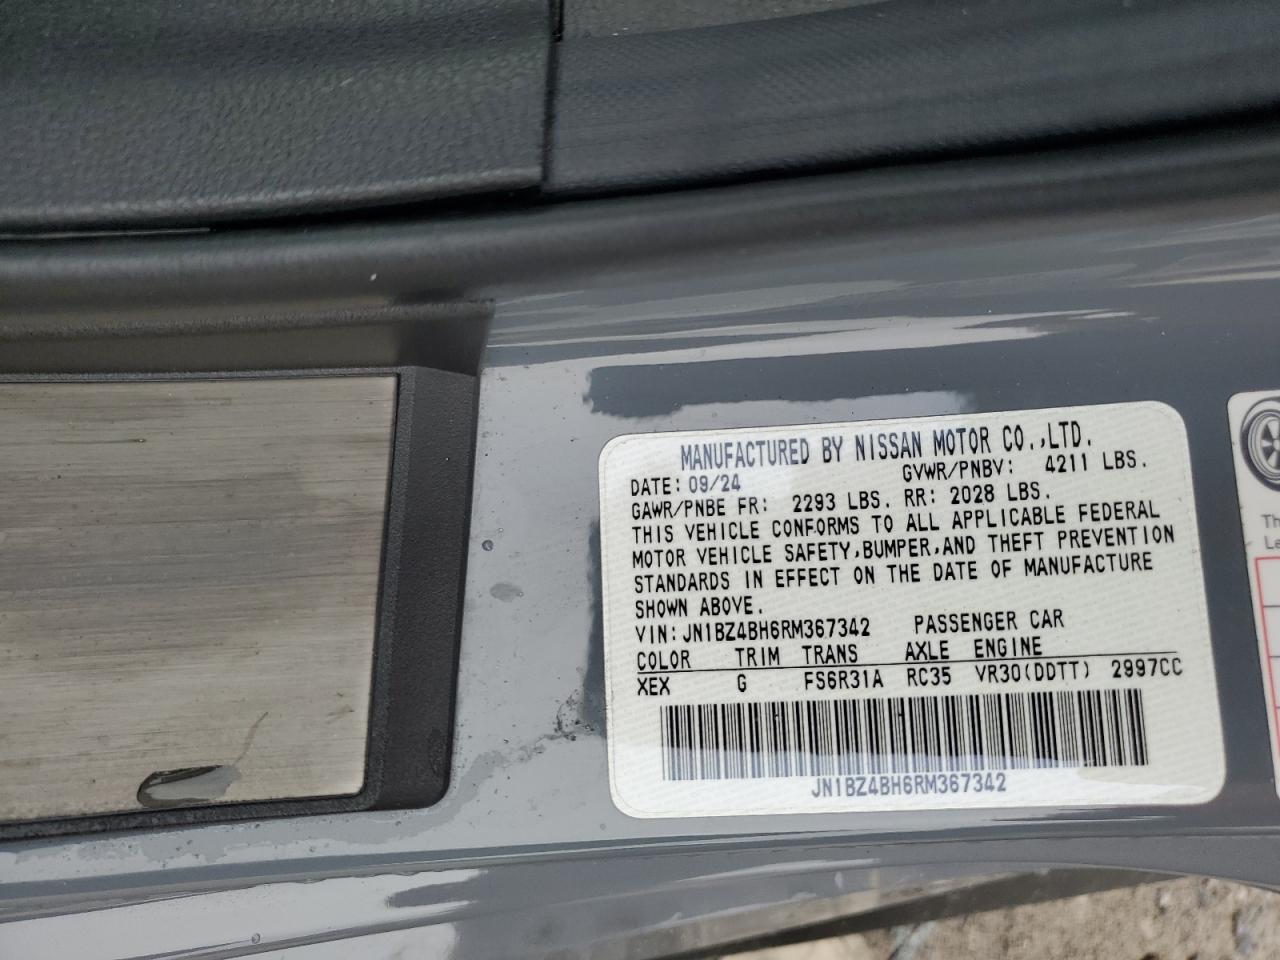 MANUFACTURED BY NISSAN MOTOR CO.,LTD.
DATE: 09/24 GVWR/PNBV: 4211 LBS.
GAWR/PNBE FR: 2293 LBS. RR: 2028 LBS.
THIS VEHICLE CONFORMS TO ALL APPLICABLE FEDERAL
MOTOR VEHICLE SAFETY,BUMPER,AND THEFT PREVENTION
STANDARDS IN EFFECT ON THE DATE OF MANUFACTURE
SHOWN ABOVE.
VIN:JN1BZ4BH6RM367342 PASSENGER CAR
COLOR TRIM TRANS AXLE ENGINE
XEX G FS6R31A RC35 VR30(DDTT) 2997CC
JN1BZ4BH6RM367342